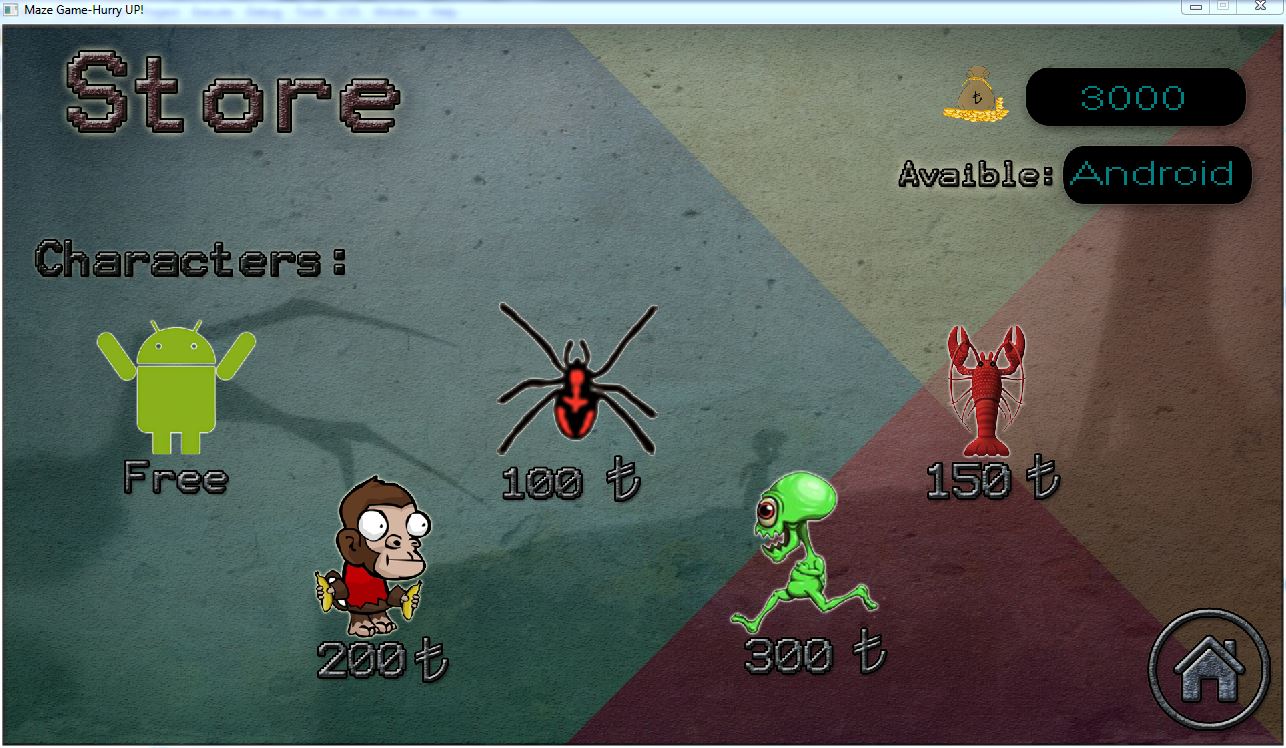 Maze Game-Hurry UP!
Store
₺
3000
Avaible: Android
Characters:
Free
100 ₺
150 ₺
200 ₺
300 ₺